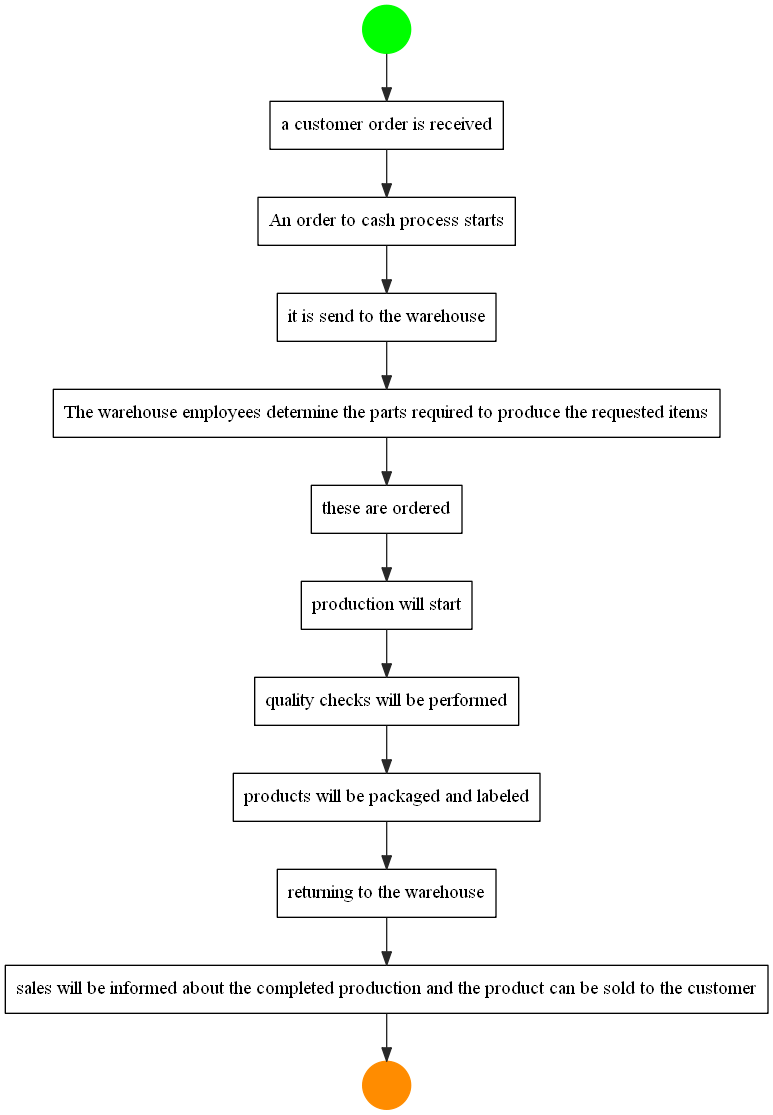 a customer order is received
An order to cash process starts
it is send to the warehouse
The warehouse employees determine the parts required to produce the requested items
these are ordered
production will start
quality checks will be performed
products will be packaged and labeled
returning to the warehouse
sales will be informed about the completed production and the product can be sold to the customer